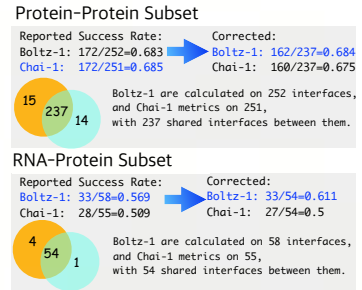 Protein-Protein Subset
Reported Success Rate: Corrected:
Boltz-1: 172/252=0.683 Boltz-1: 162/237=0.684
Chai-1: 172/251=0.685 Chai-1: 160/237=0.675
15 237 14
Boltz-1 are calculated on 252 interfaces,
and Chai-1 metrics on 251,
with 237 shared interfaces between them.
RNA-Protein Subset
Reported Success Rate: Corrected:
Boltz-1: 33/58=0.569 Boltz-1: 33/54=0.611
Chai-1: 28/55=0.509 Chai-1: 27/54=0.5
4 54 1
Boltz-1 are calculated on 58 interfaces,
and Chai-1 metrics on 55,
with 54 shared interfaces between them.